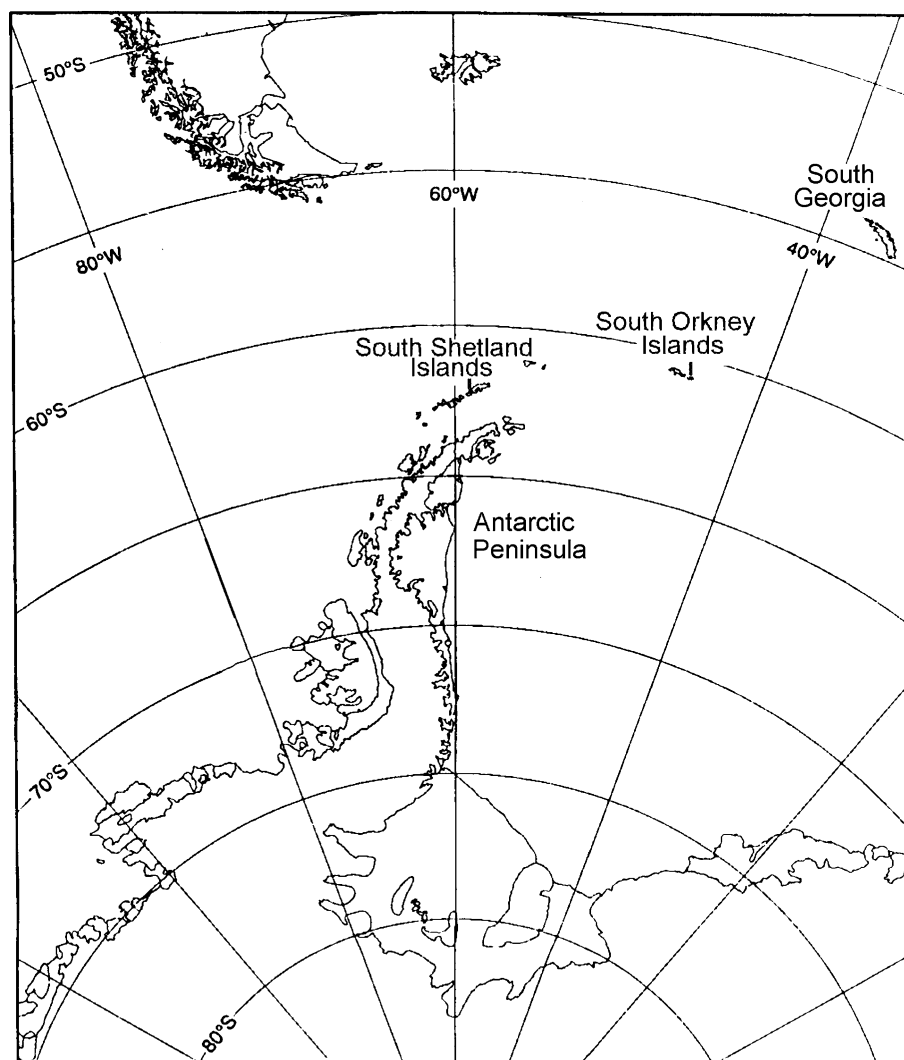 50°S
South
Georgia
60°W
80°W
40°W
South Orkney
Islands
South Shetland
Islands
60°S
Antarctic
Peninsula
70°S
80°S